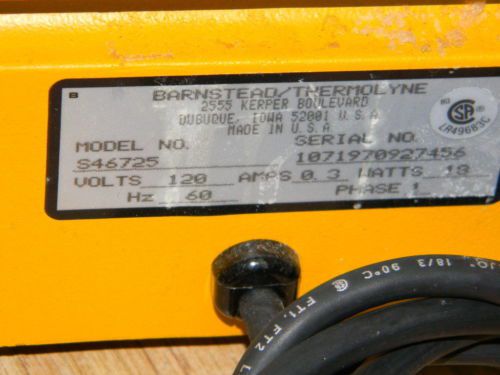 BARNSTEAD/THERMOLYNE
2555 KERPER BOULEVARD
DUBUQUE, IOWA 52001 U.S.A
MADE IN U.S.A
MODEL NO. SERIAL NO.
S46725 1071970927456
VOLTS 120 AMPS 0.3 WATTS 18
Hz 60 PHASE 1
LR49683C
18/3 90°C
FT1. FT2